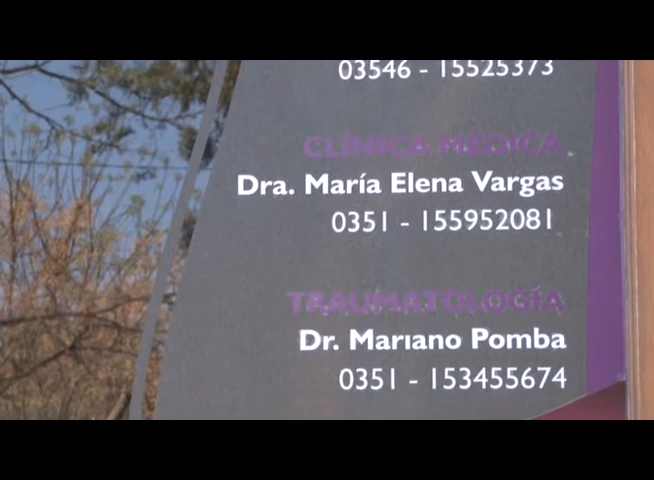 03546 - 15525373
CLÍNICA MÉDICA
Dra. María Elena Vargas
0351 - 155952081
TRAUMATOLOGÍA
Dr. Mariano Pomba
0351 - 153455674